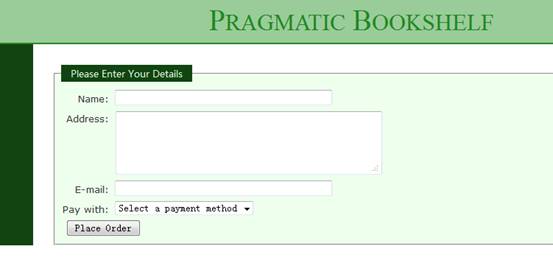 PRAGMATIC BOOKSHELF
Please Enter Your Details
Name:
Address:
E-mail:
Pay with: Select a payment method
Place Order